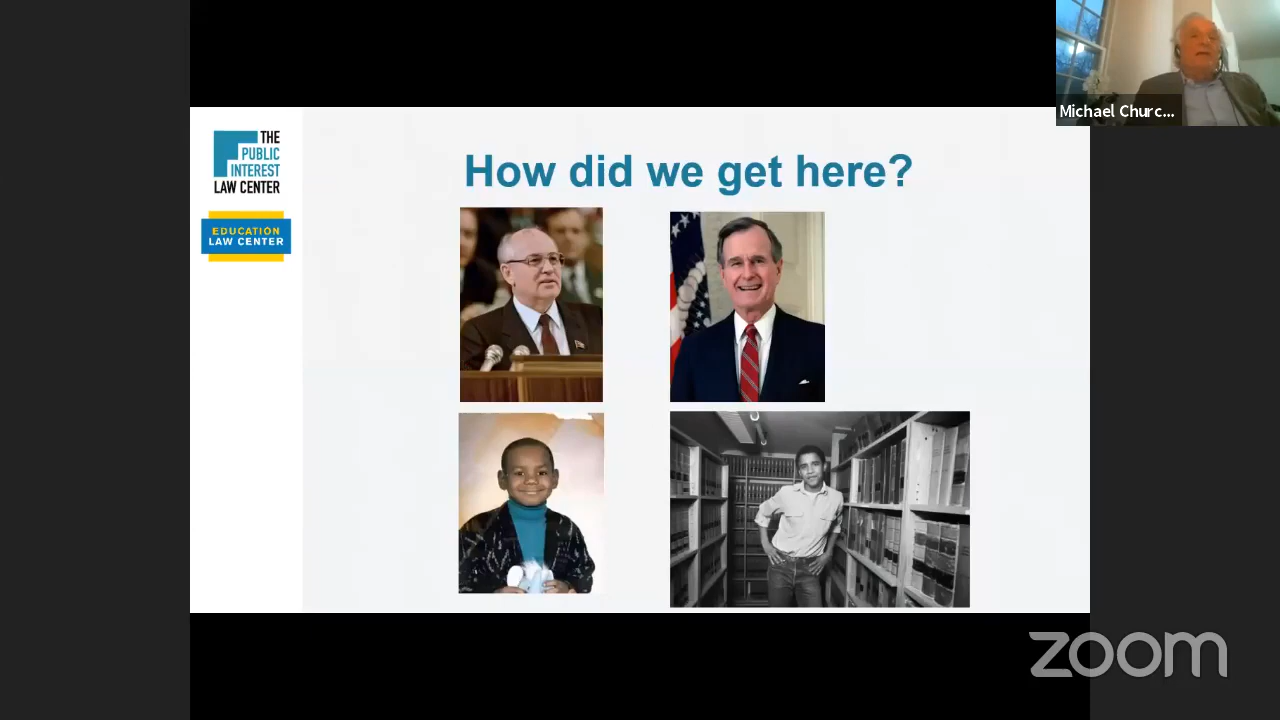 THE
PUBLIC
INTEREST
LAW CENTER
EDUCATION
LAW CENTER
How did we get here?
Michael Churc...
zoom